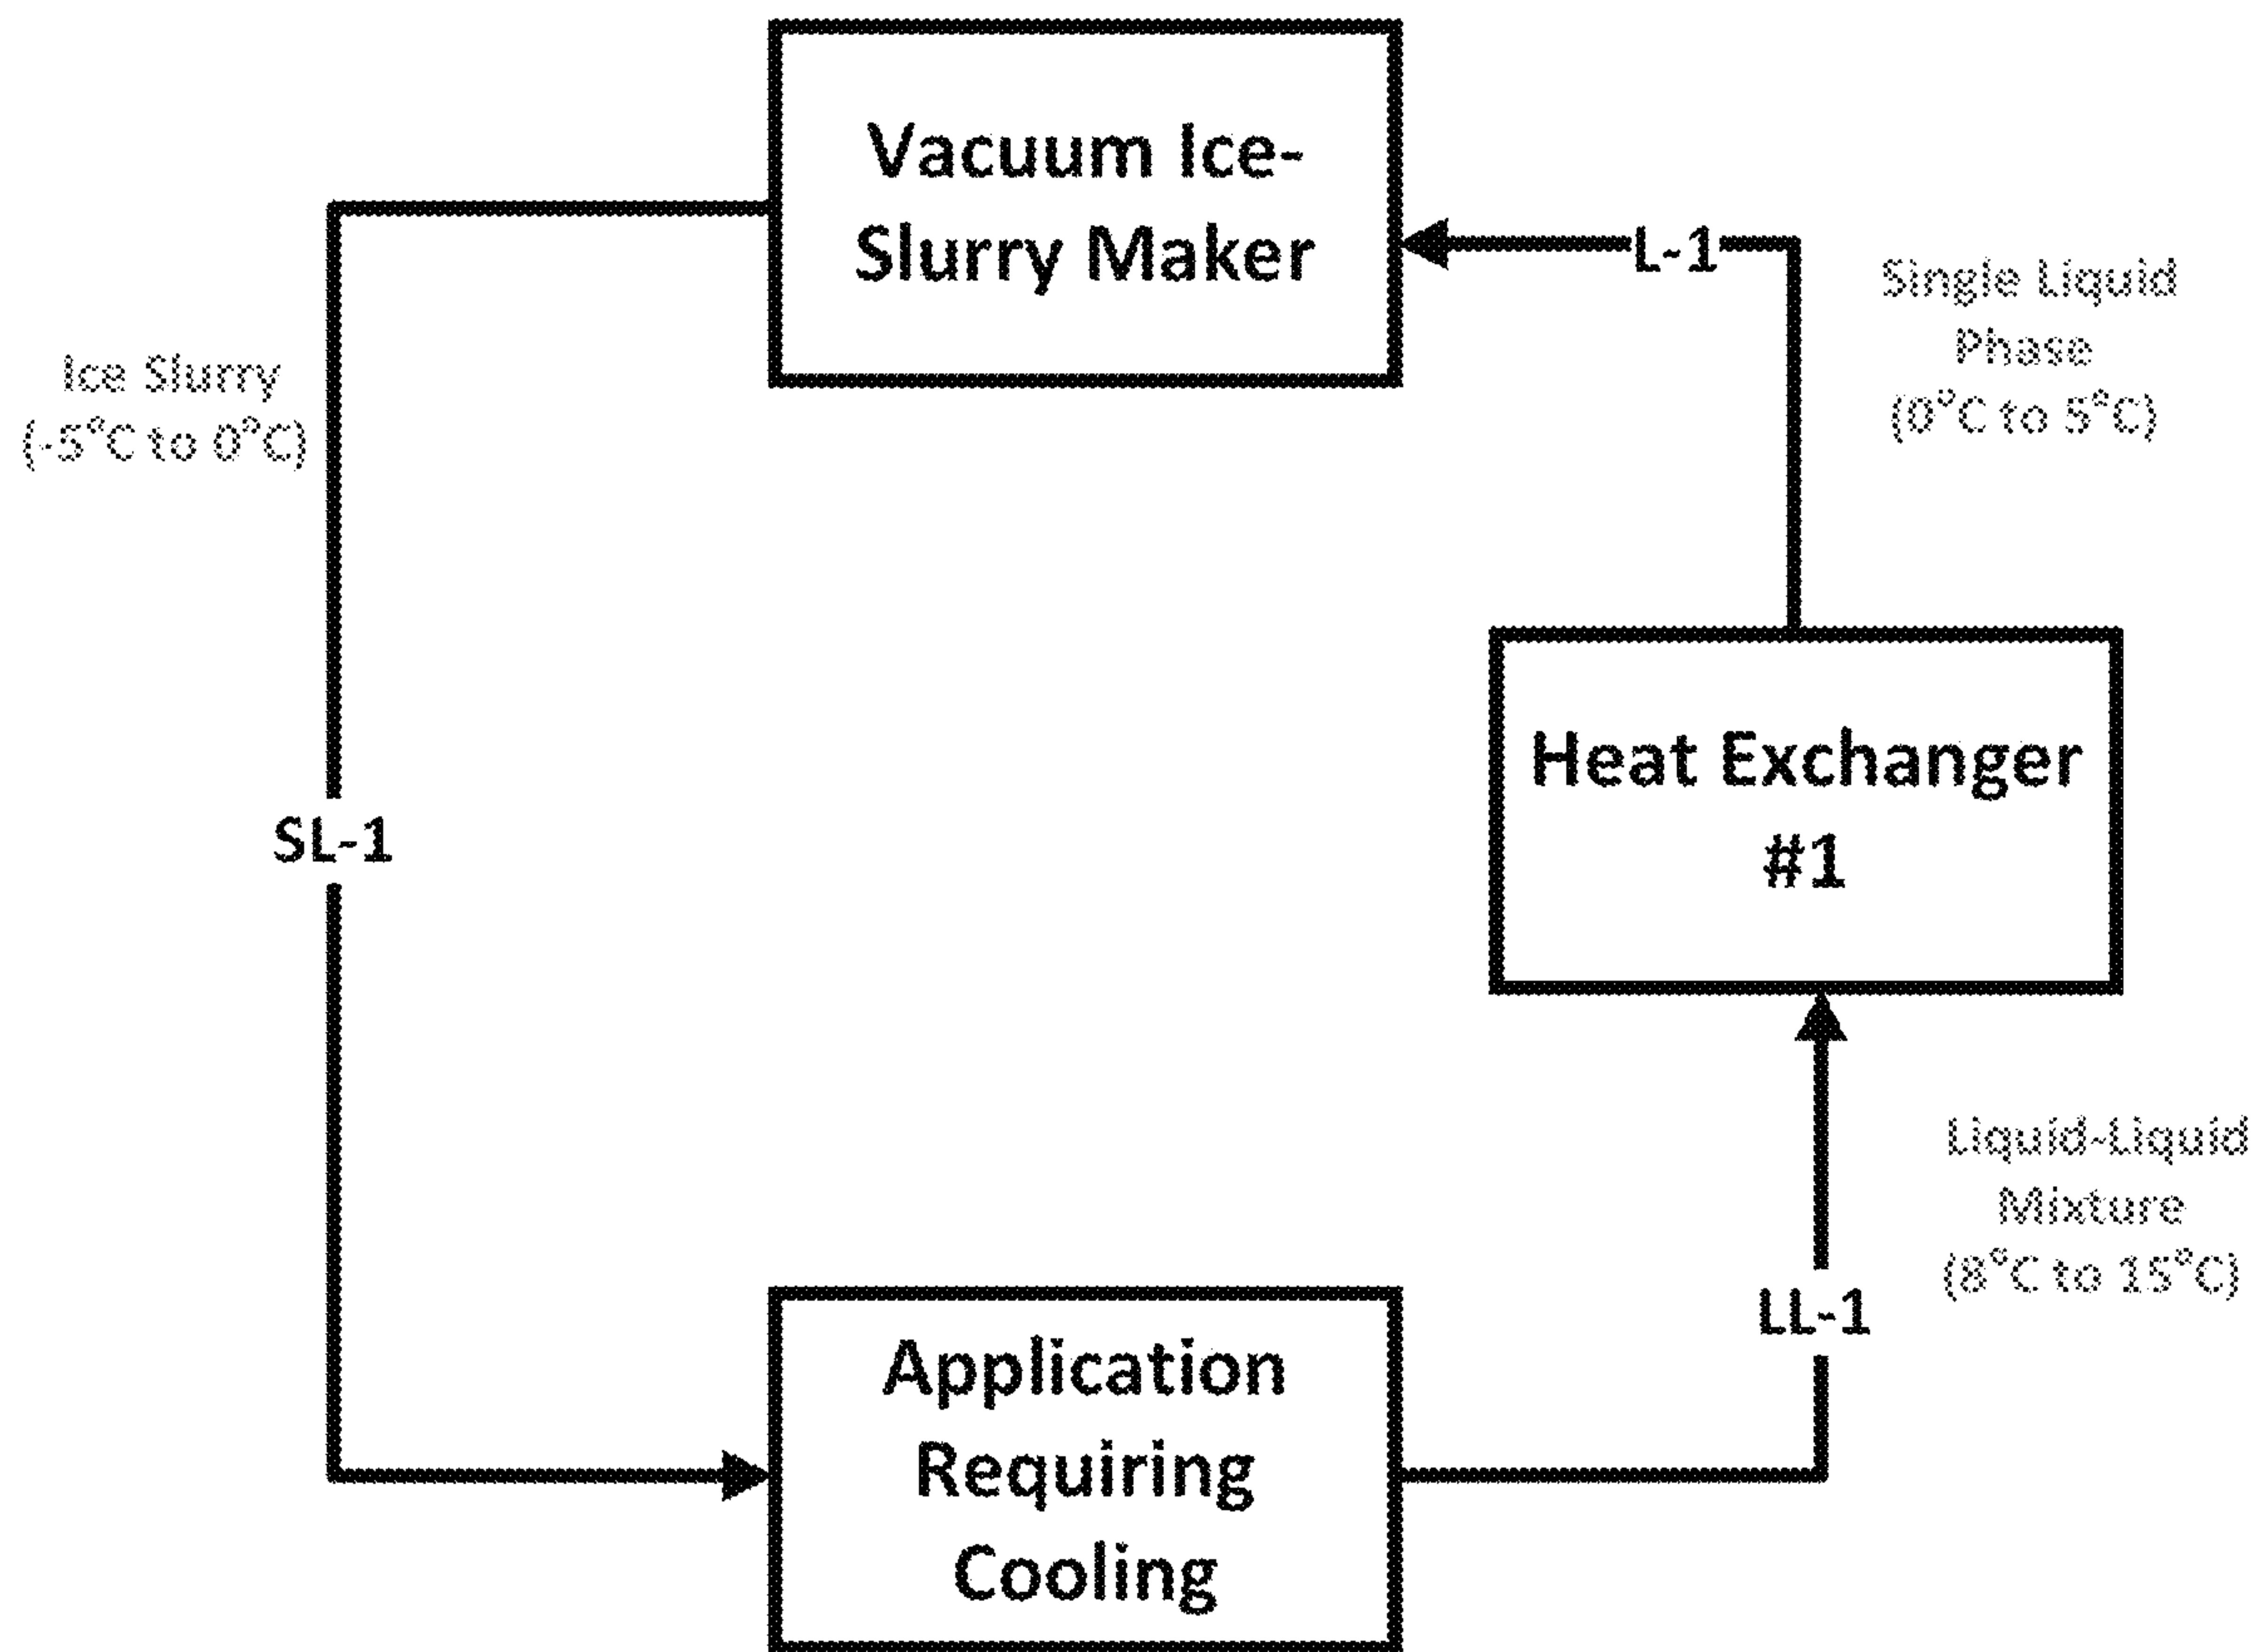 Vacuum Ice-
Slurry Maker
L-1
Single Liquid
Phase
(0°C to 5°C)
Ice Slurry
(-5°C to 0°C)
SL-1
Heat Exchanger
#1
Liquid-Liquid
Mixture
(8°C to 15°C)
LL-1
Application
Requiring
Cooling